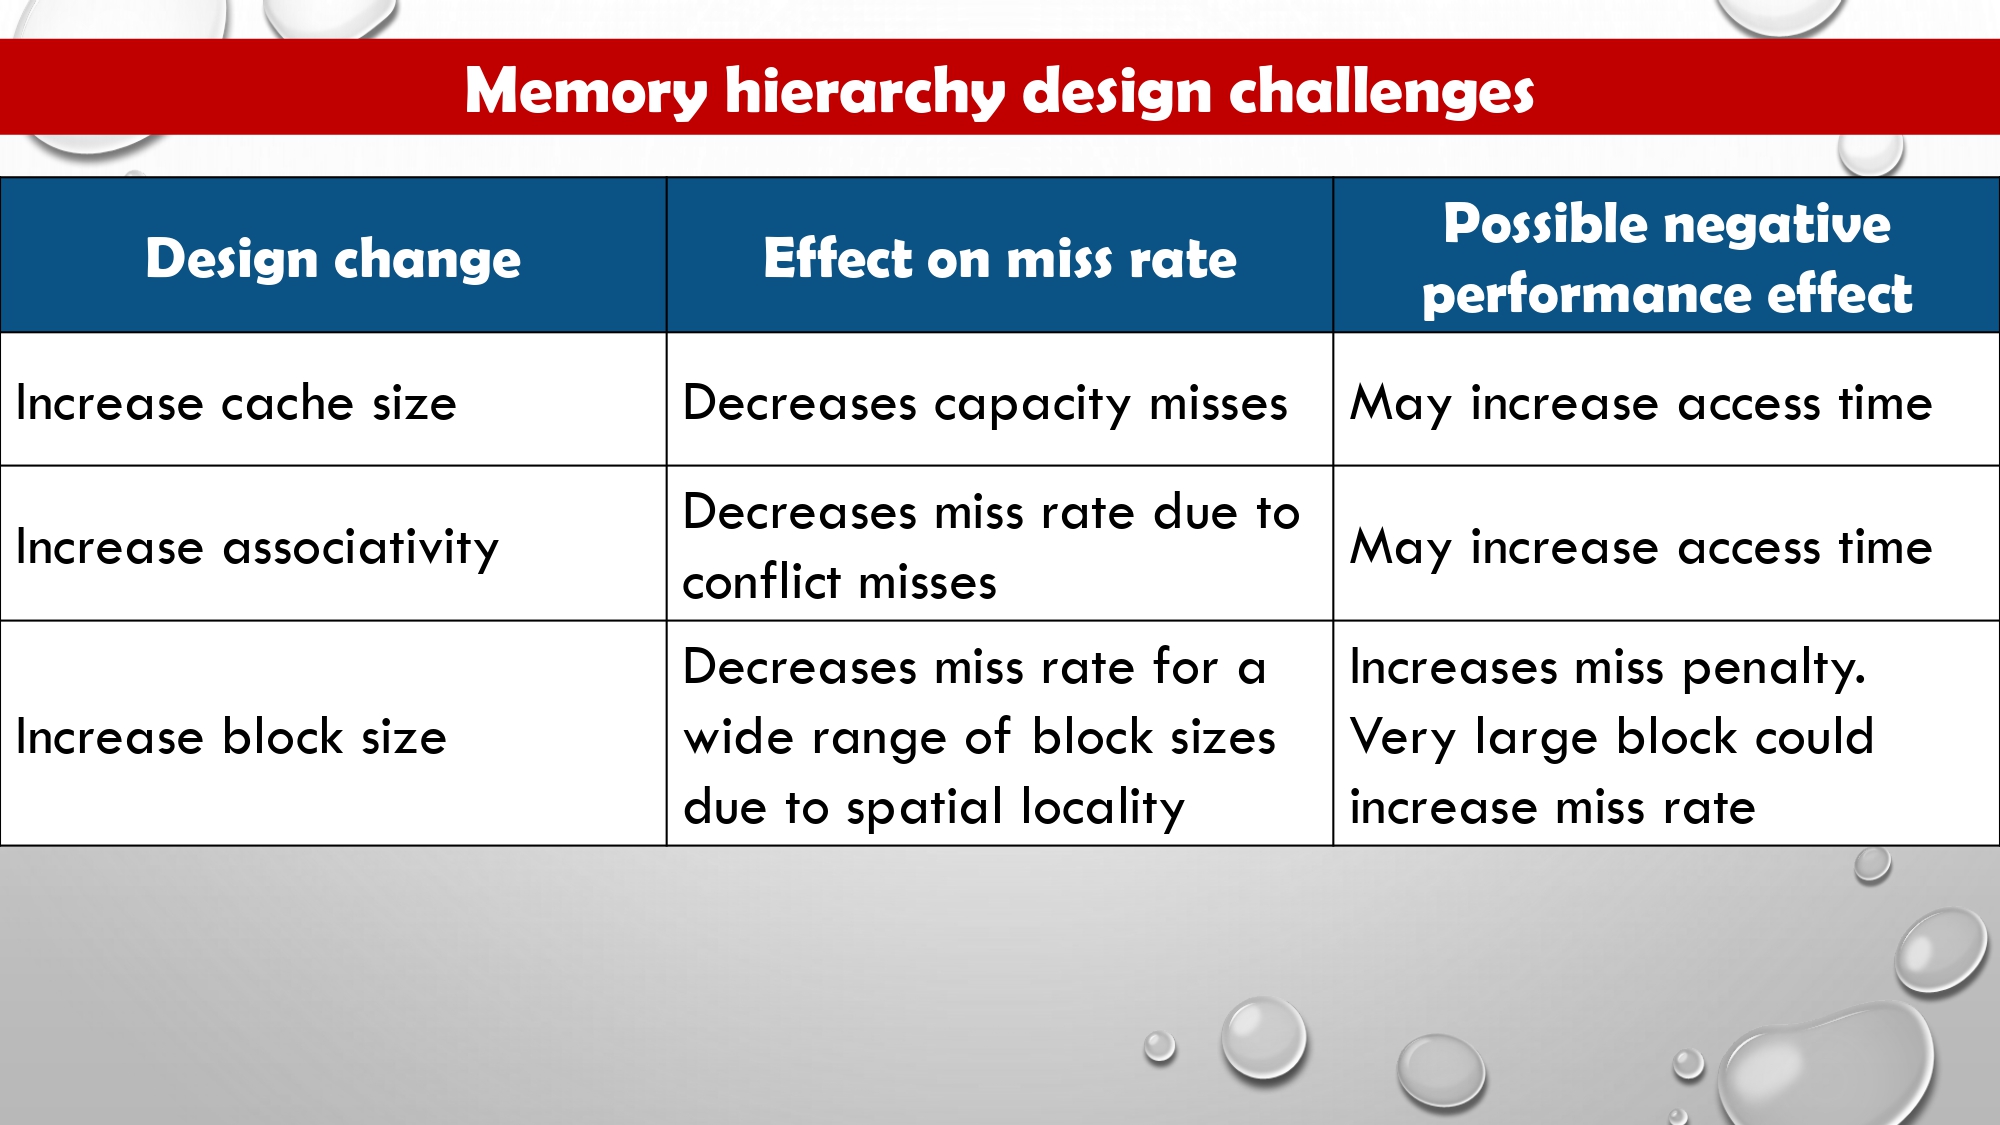 Memory hierarchy design challenges
Design change
Effect on miss rate
Possible negative
performance effect
Increase cache size
Decreases capacity misses
May increase access time
Increase associativity
Decreases miss rate due to
conflict misses
May increase access time
Increase block size
Decreases miss rate for a
wide range of block sizes
due to spatial locality
Increases miss penalty.
Very large block could
increase miss rate